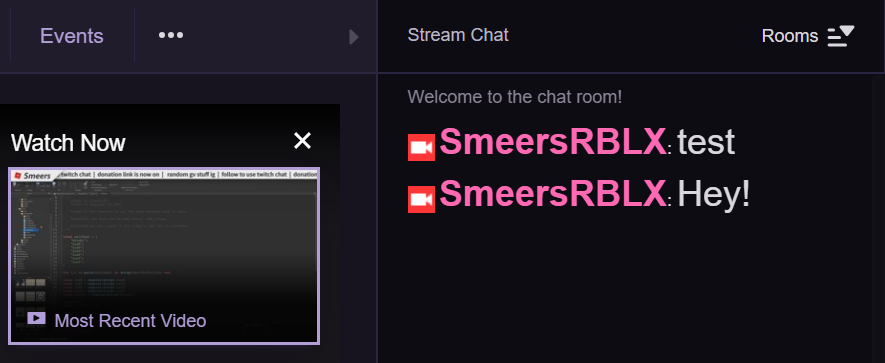 Events
Stream Chat
Rooms
Welcome to the chat room!
Watch Now
SmeersRBLX: test
SmeersRBLX: Hey!
Smeers
twitch chat | donation link is now on | random gv stuff ig | follow to use twitch chat | donation
Most Recent Video